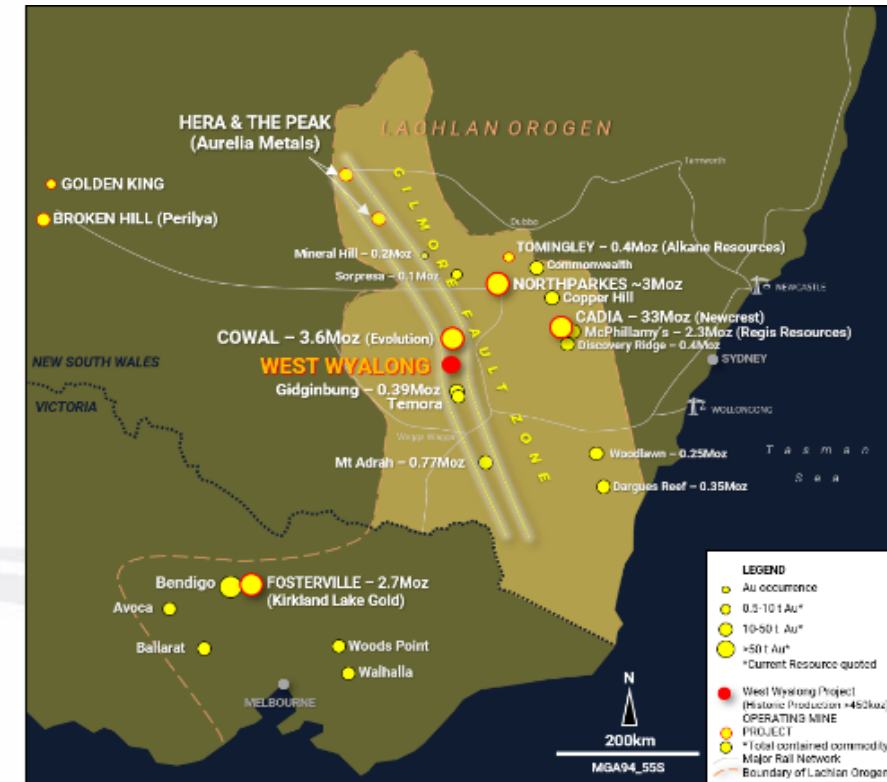 LACHLAN OROGEN
HERA & THE PEAK
(Aurelia Metals)
GILMORE FAULT ZONE
Tamworth
GOLDEN KING
BROKEN HILL (Perilya)
Dubbo
Mineral Hill – 0.2Moz
TOMINGLEY – 0.4Moz (Alkane Resources)
Commonwealth
Sorpresa – 0.1Moz
NORTHPARKES ~3Moz
NEWCASTLE
Copper Hill
CADIA – 33Moz (Newcrest)
McPhillamy's – 2.3Moz (Regis Resources)
Discovery Ridge – 0.4Moz
COWAL – 3.6Moz (Evolution)
SYDNEY
NEW SOUTH WALES
WEST WYALONG
VICTORIA
Gidginbung – 0.39Moz
Temora
WOLLONGONG
Wagga Wagga
Tasman
Sea
Mt Adrah – 0.77Moz
Woodlawn – 0.25Moz
Dargues Reef – 0.35Moz
Bendigo
FOSTERVILLE – 2.7Moz
(Kirkland Lake Gold)
Avoca
Ballarat
Woods Point
Walhalla
MELBOURNE
N
200km
MGA94_55S
LEGEND
Au occurrence
0.5-10 t Au*
10-50 t Au*
>50 t Au*
*Current Resource quoted
West Wyalong Project
(Historic Production >450koz)
OPERATING MINE
PROJECT
*Total contained commodity
Major Rail Network
Boundary of Lachlan Orogen